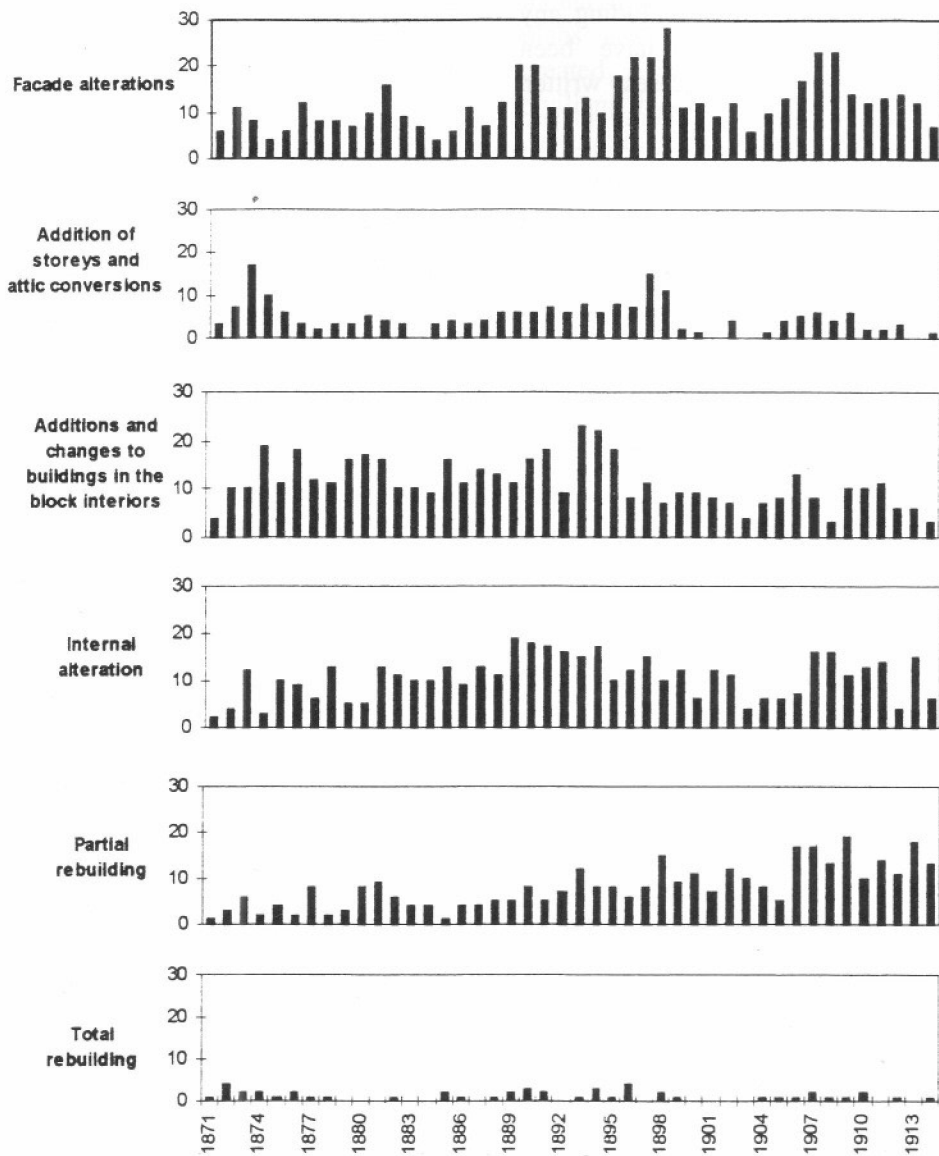 30
20
10
0
Facade alterations
30
20
10
0
Addition of
storeys and
attic conversions
30
20
10
0
Additions and
changes to
buildings in the
block interiors
30
20
10
0
Internal
alteration
30
20
10
0
Partial
rebuilding
30
20
10
0
Total
rebuilding
1871
1874
1877
1880
1883
1886
1889
1892
1895
1898
1901
1904
1907
1910
1913